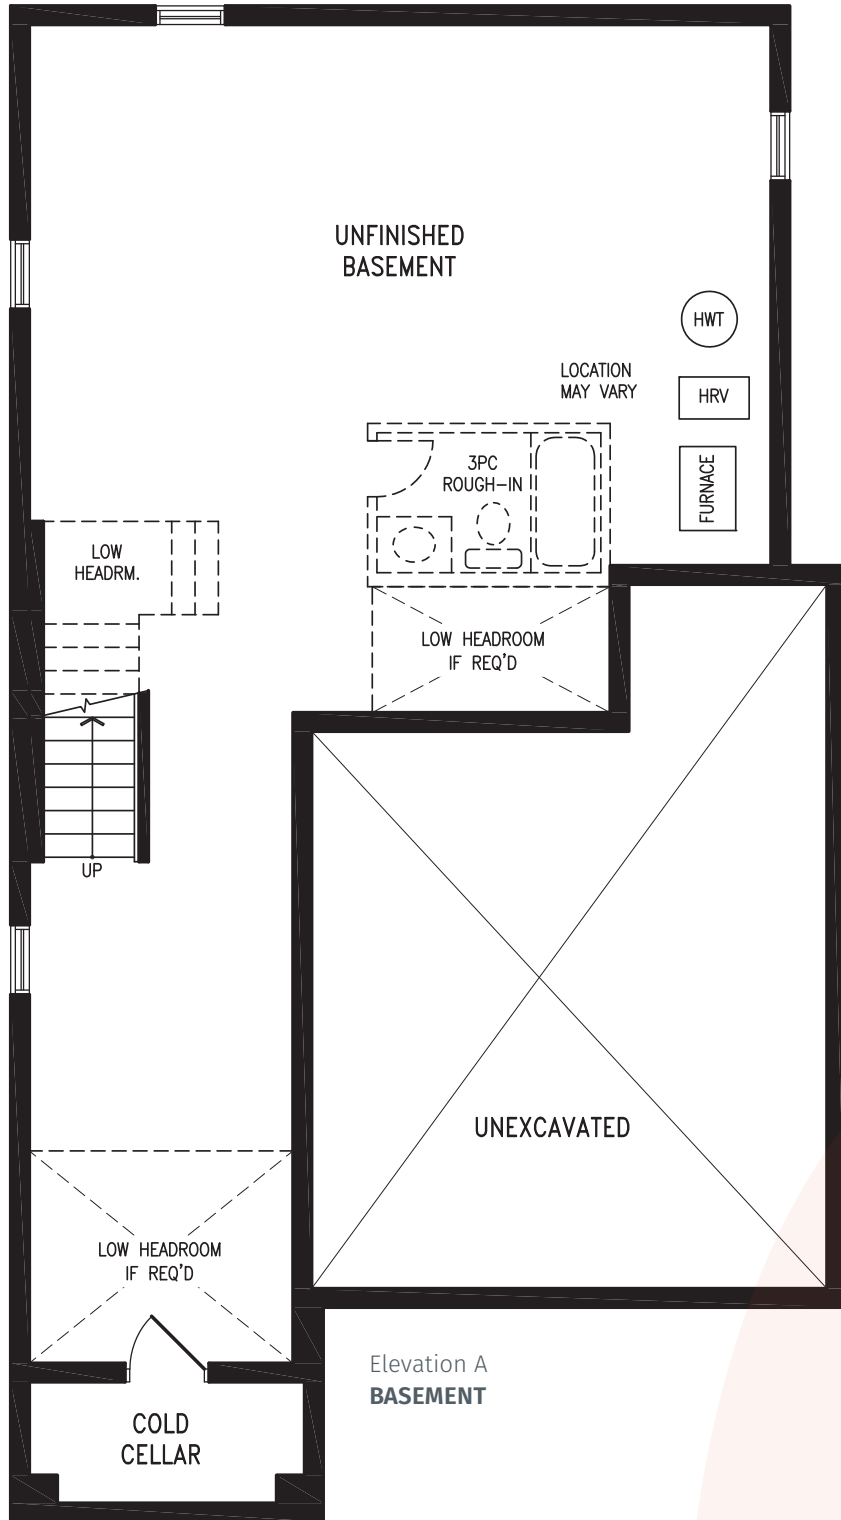 UNFINISHED
BASEMENT
HWT
LOCATION
MAY VARY
HRV
FURNACE
3PC
ROUGH-IN
LOW
HEADRM.
LOW HEADROOM
IF REQ'D
UP
UNEXCAVATED
LOW HEADROOM
IF REQ'D
Elevation A
BASEMENT
COLD
CELLAR